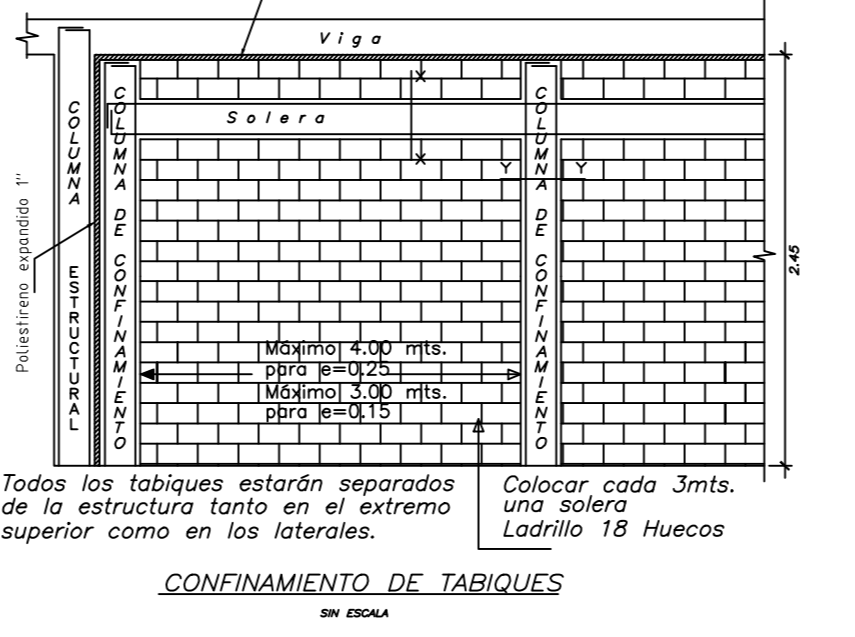 Viga
Solera
COLUMNA ESTRUCTURAL
COLUMNA DE CONFINAMIENTO
COLUMNA DE CONFINAMIENTO
Poliestireno expandido 1"
X
X
Y
Y
2.45
Máximo 4.00 mts.
para e=0.25
Máximo 3.00 mts.
para e=0.15
Todos los tabiques estarán separados
de la estructura tanto en el extremo
superior como en los laterales.
Colocar cada 3mts.
una solera
Ladrillo 18 Huecos
CONFINAMIENTO DE TABIQUES
SIN ESCALA